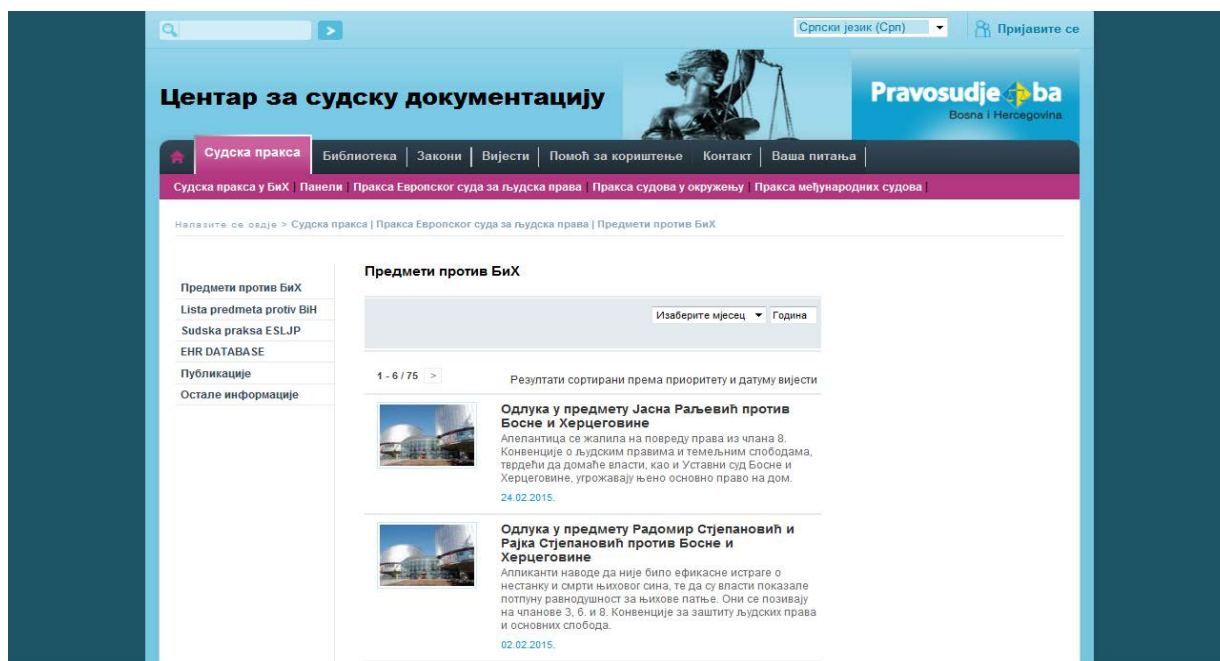 Српски језик (Срп)
Пријавите се
Центар за судску документацију
Pravosudje ba
Bosna i Hercegovina
Судска пракса
Библиотека | Закони | Вијести | Помоћ за кориштење Контакт | Ваша питања |
Судска пракса у БиХ | Панели | Пракса Европског суда за људска права | Пракса судова у окружењу | Пракса међународних судова |
Налазите се овдје > Судска пракса | Пракса Европског суда за људска права | Предмети против БиХ
Предмети против БиХ
Lista predmeta protiv BiH
Sudska praksa ESLJP
EHR DATABASE
Публикације
Остале информације
Предмети против БиХ
Изаберите мјесец Година
1 - 6 / 75 >
Резултати сортирани према приоритету и датуму вијести
Одлука у предмету Јасна Раљевић против
Босне и Херцеговине
Апелантица се жалила на повреду права из члана 8.
Конвенције о људским правима и темељним слободама,
тврдећи да домаће власти, као и Уставни суд Босне и
Херцеговине, угрожавају њено основно право на дом.
24.02.2015.
Одлука у предмету Радомир Стјепановић и
Рајка Стјепановић против Босне и
Херцеговине
Апликанти наводе да није било ефикасне истраге о
нестанку и смрти њиховог сина, те да су власти показале
потпуну равнодушност за њихове патње. Они се позивају
на чланове 3, 6. и 8. Конвенције за заштиту људских права
и основних слобода.
02.02.2015.